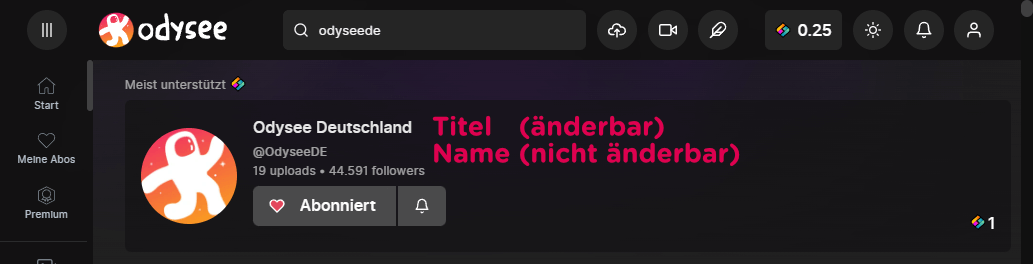 odysee
odyseede
0.25
Start
Meine Abos
Premium
Meist unterstützt
Odysee Deutschland
Titel (änderbar)
@OdyseeDE
Name (nicht änderbar)
19 uploads • 44.591 followers
Abonniert
1